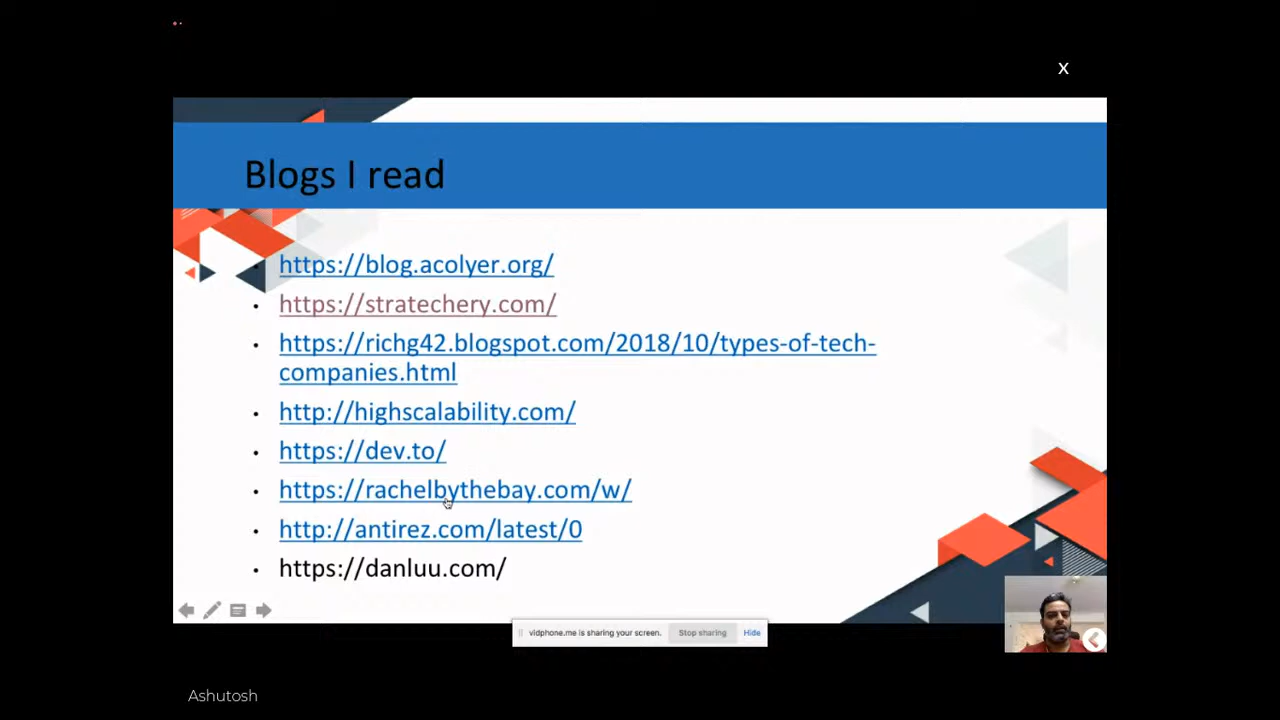 X
Blogs I read
https://blog.acolyer.org/
https://stratechery.com/
https://richg42.blogspot.com/2018/10/types-of-tech-
companies.html
http://highscalability.com/
https://dev.to/
https://rachelbythebay.com/w/
http://antirez.com/latest/0
https://danluu.com/
vidphone.me is sharing your screen. Stop sharing Hide
Ashutosh